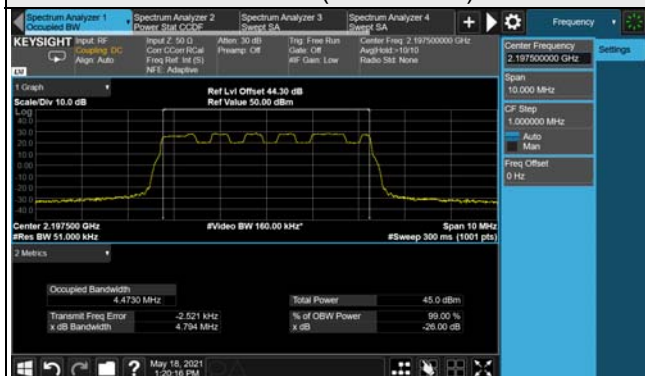 Spectrum Analyzer 1
Occupied BW
Spectrum Analyzer 2
Power Stat CCDF
Spectrum Analyzer 3
Swept SA
Spectrum Analyzer 4
Swept SA
Frequency
KEYSIGHT
Input: RF
Coupling: DC
Align: Auto
Input Z: 50 Ω
Corr CCorr RCal
Freq Ref: Int (S)
NFE: Adaptive
Atten: 30 dB
Preamp: Off
Trig: Free Run
Gate: Off
#IF Gain: Low
Center Freq: 2.197500000 GHz
Avg|Hold:>10/10
Radio Std: None
Center Frequency
2.197500000 GHz
Settings
Span
10.000 MHz
CF Step
1.000000 MHz
Auto
Man
Freq Offset
0 Hz
1 Graph
Scale/Div 10.0 dB
Ref Lvl Offset 44.30 dB
Ref Value 50.00 dBm
Log
40.0
30.0
20.0
10.0
0.00
-10.0
-20.0
-30.0
-40.0
Center 2.197500 GHz
#Res BW 51.000 kHz
#Video BW 160.00 kHz*
Span 10 MHz
#Sweep 300 ms (1001 pts)
2 Metrics
Occupied Bandwidth
4.4730 MHz
Total Power
45.0 dBm
Transmit Freq Error
-2.521 kHz
% of OBW Power
99.00 %
x dB Bandwidth
4.794 MHz
x dB
-26.00 dB
?
May 18, 2021
1:20:16 PM